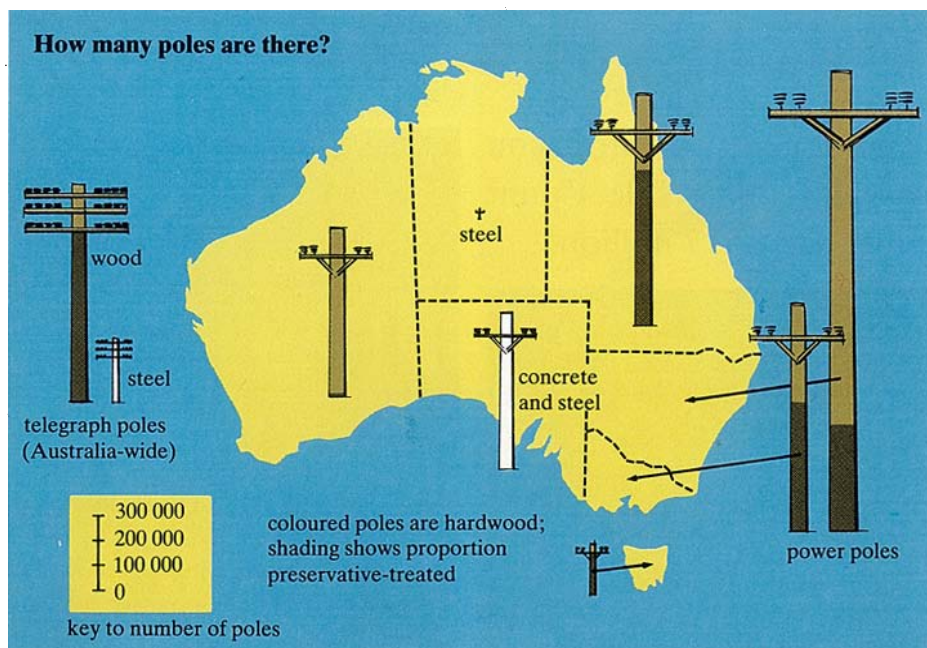 How many poles are there?
wood
steel
telegraph poles
(Australia-wide)
steel
concrete
and steel
300 000
200 000
100 000
0
key to number of poles
coloured poles are hardwood;
shading shows proportion
preservative-treated
power poles